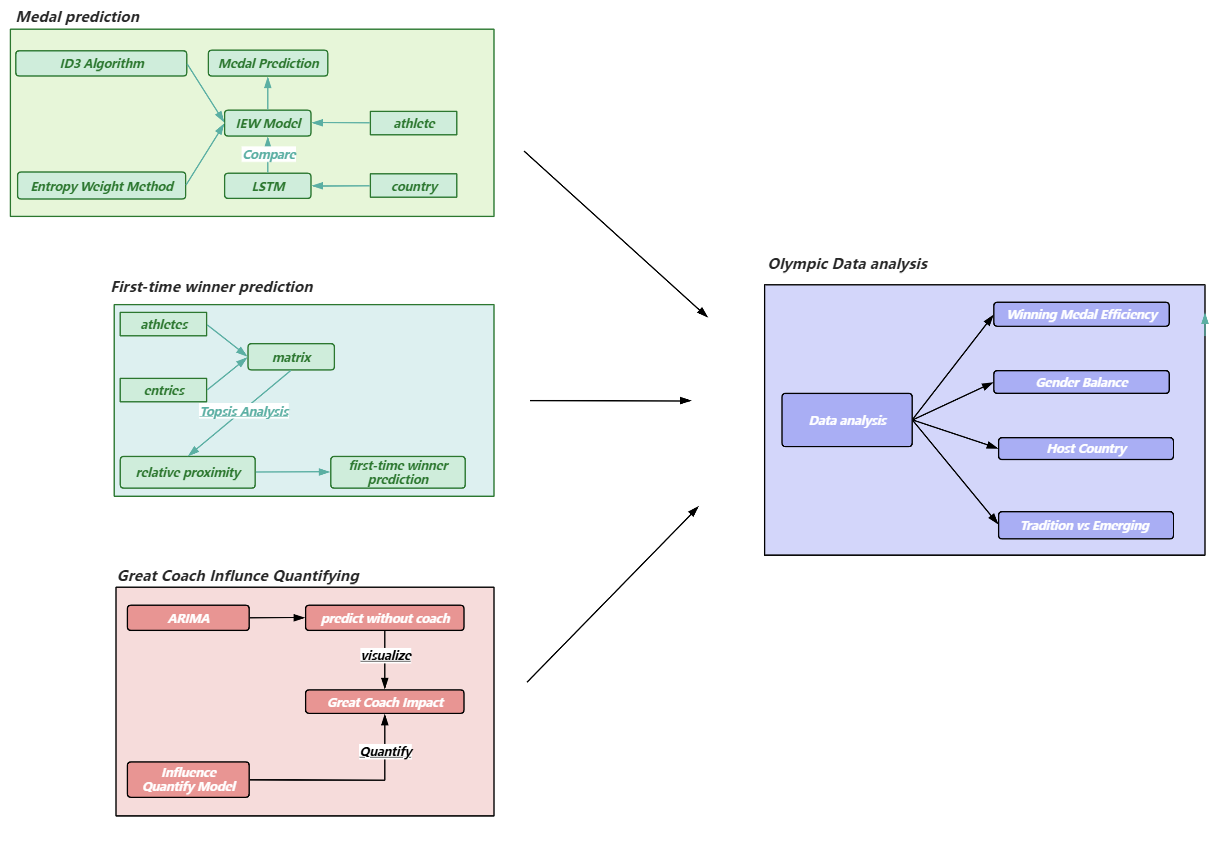 Medal prediction
ID3 Algorithm
Medal Prediction
IEW Model
athlete
Compare
Entropy Weight Method
LSTM
country
First-time winner prediction
athletes
matrix
entries
Topsis Analysis
relative proximity
first-time winner
prediction
Great Coach Influnce Quantifying
ARIMA
predict without coach
visualize
Great Coach Impact
Quantify
Influence
Quantify Model
Olympic Data analysis
Winning Medal Efficiency
Gender Balance
Data analysis
Host Country
Tradition vs Emerging